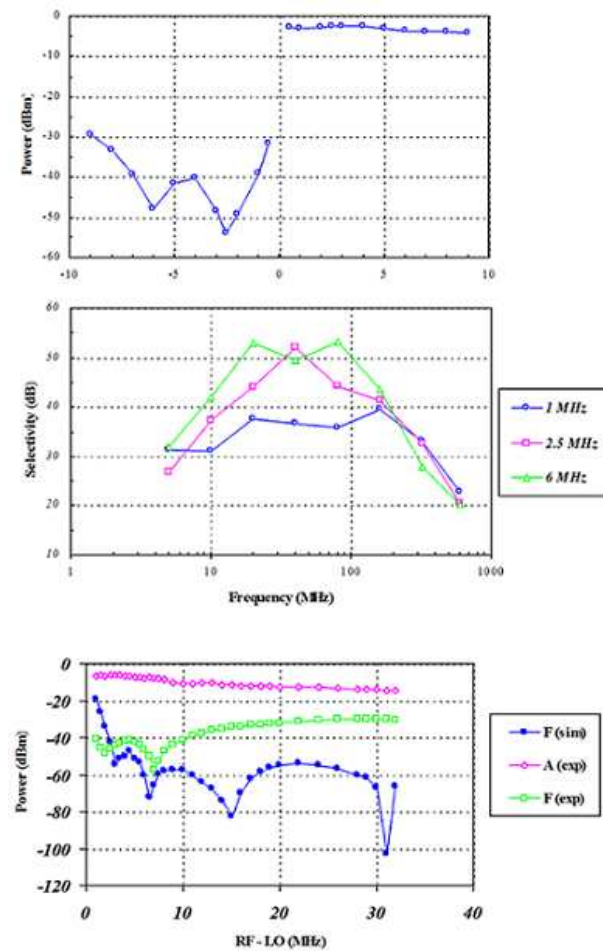 0
-10
-20
-30
-40
-50
-60
Power (dBm)
-10 -5 0 5 10
60
50
40
30
20
10
Selectivity (dB)
1 10 100 1000
Frequency (MHz)
1 MHz
2.5 MHz
6 MHz
0
-20
-40
-60
-80
-100
-120
Power (dBm)
0 10 20 30 40
RF - LO (MHz)
F (sim)
A (exp)
F (exp)